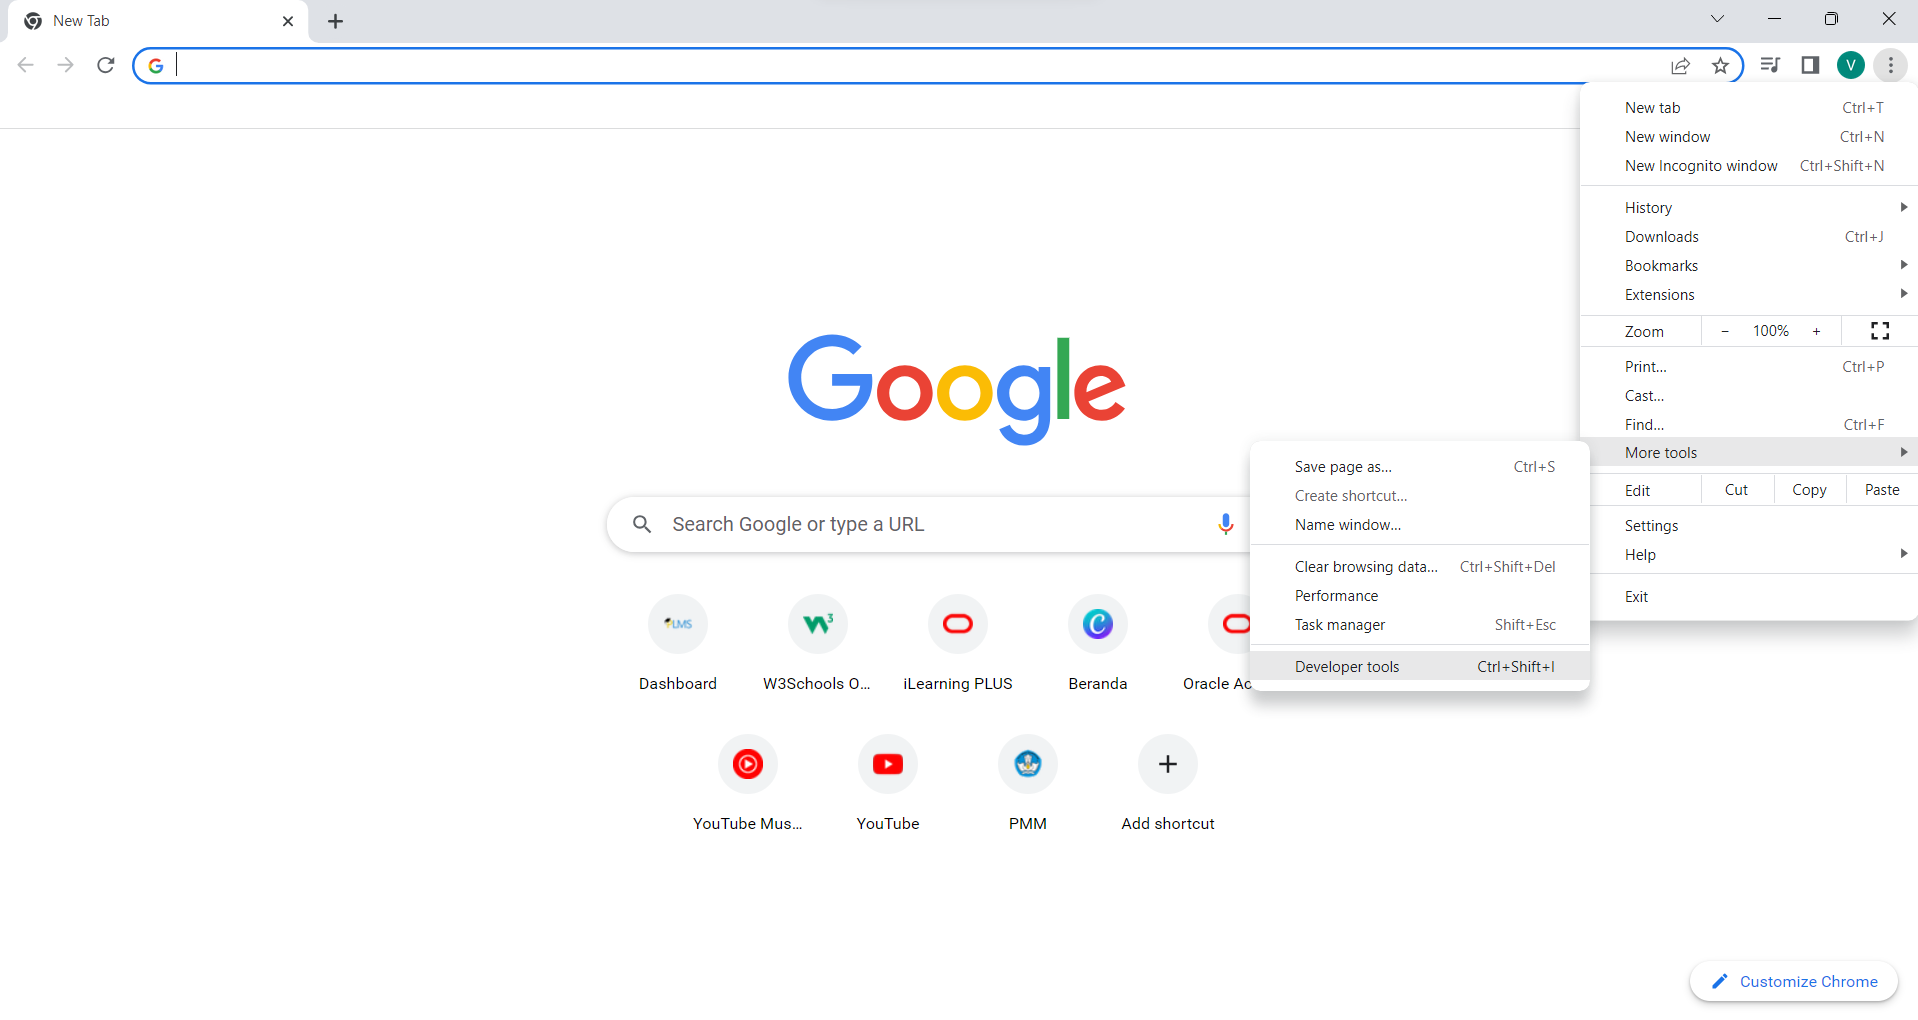 New Tab
V
New tab Ctrl+T
New window Ctrl+N
New Incognito window Ctrl+Shift+N
History
Downloads Ctrl+J
Bookmarks
Extensions
Zoom - 100% +
Print... Ctrl+P
Cast...
Find... Ctrl+F
More tools
Edit Cut Copy Paste
Settings
Help
Exit
Save page as... Ctrl+S
Create shortcut...
Name window...
Clear browsing data... Ctrl+Shift+Del
Performance
Task manager Shift+Esc
Developer tools Ctrl+Shift+I
Google
Search Google or type a URL
LMS
W3
Dashboard
W3Schools O...
iLearning PLUS
Beranda
Oracle Ac
YouTube Mus...
YouTube
PMM
Add shortcut
Customize Chrome